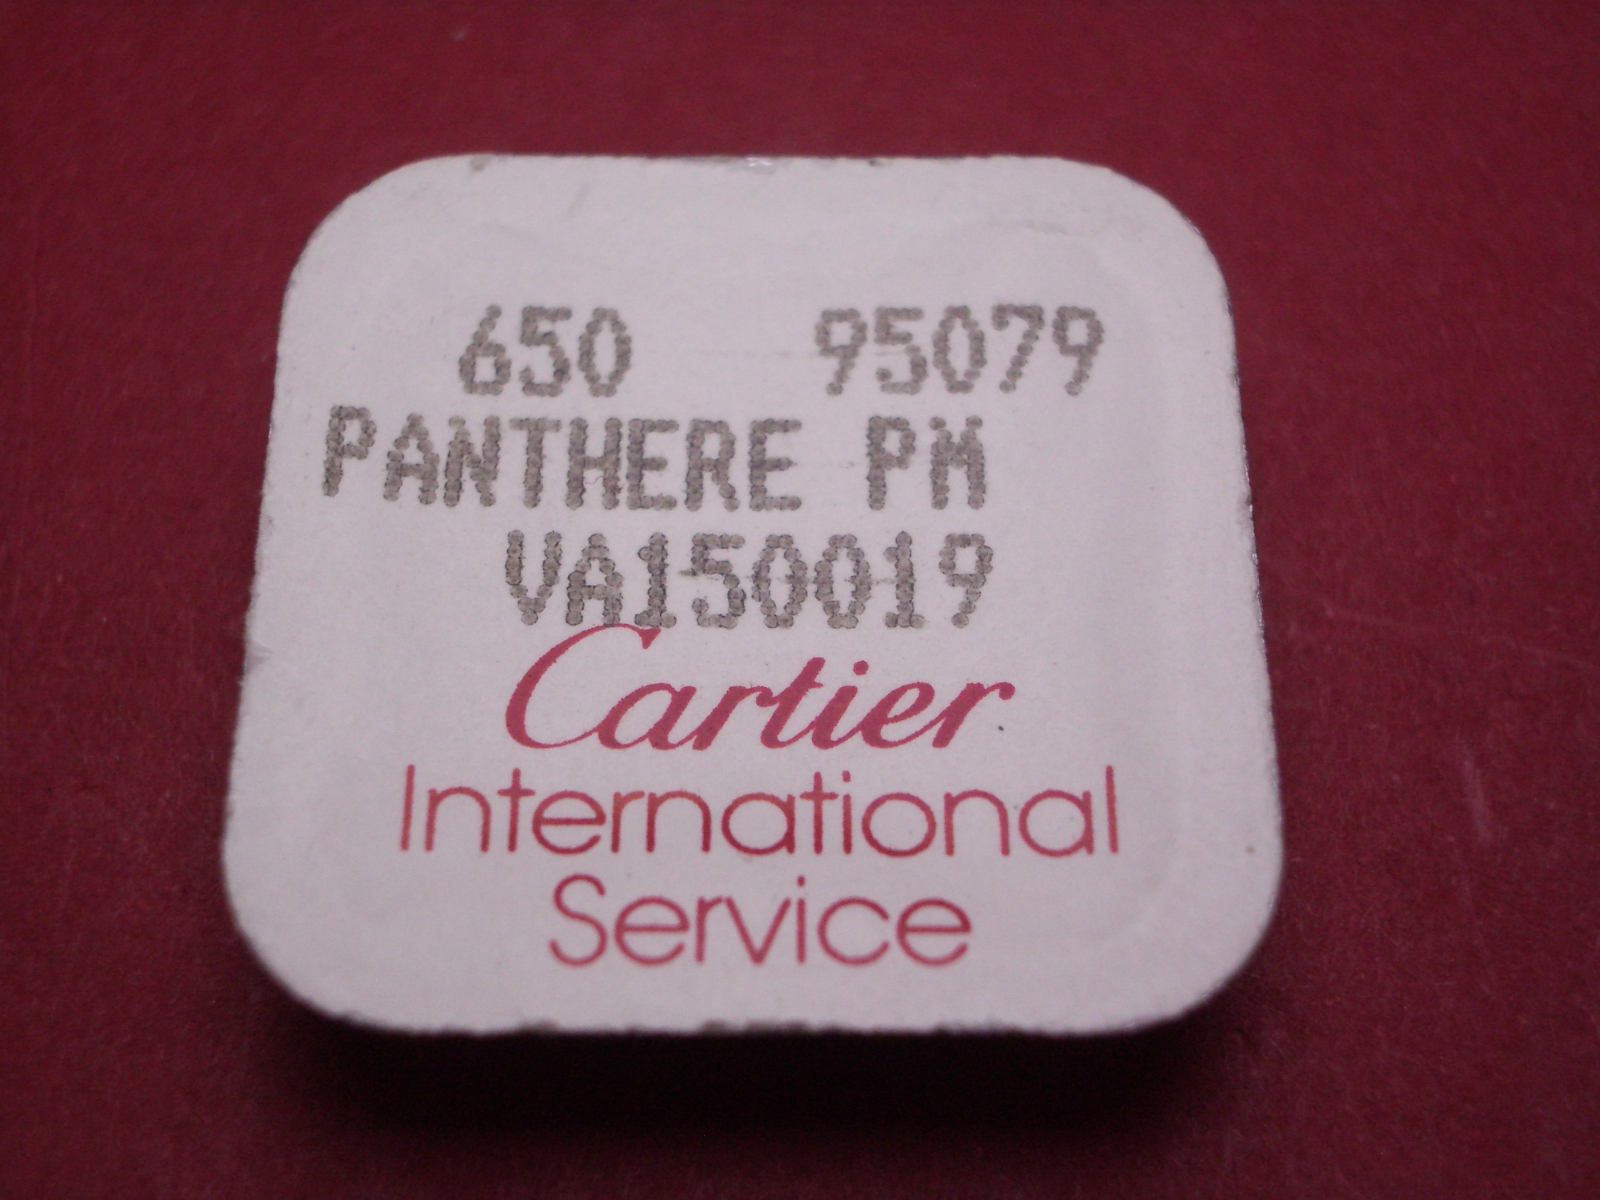 650 95079
PANTHERE PM
VA150019
Cartier
International
Service